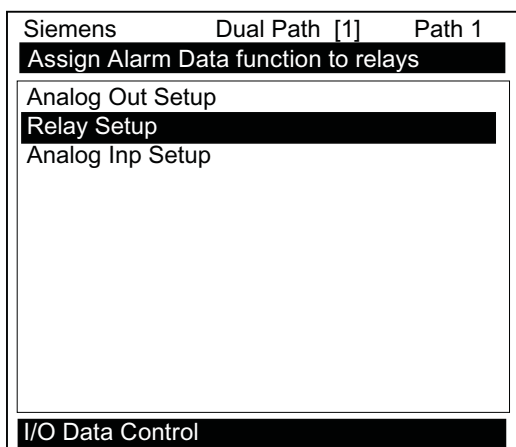 Siemens Dual Path [1] Path 1
Assign Alarm Data function to relays
Analog Out Setup
Relay Setup
Analog Inp Setup
I/O Data Control